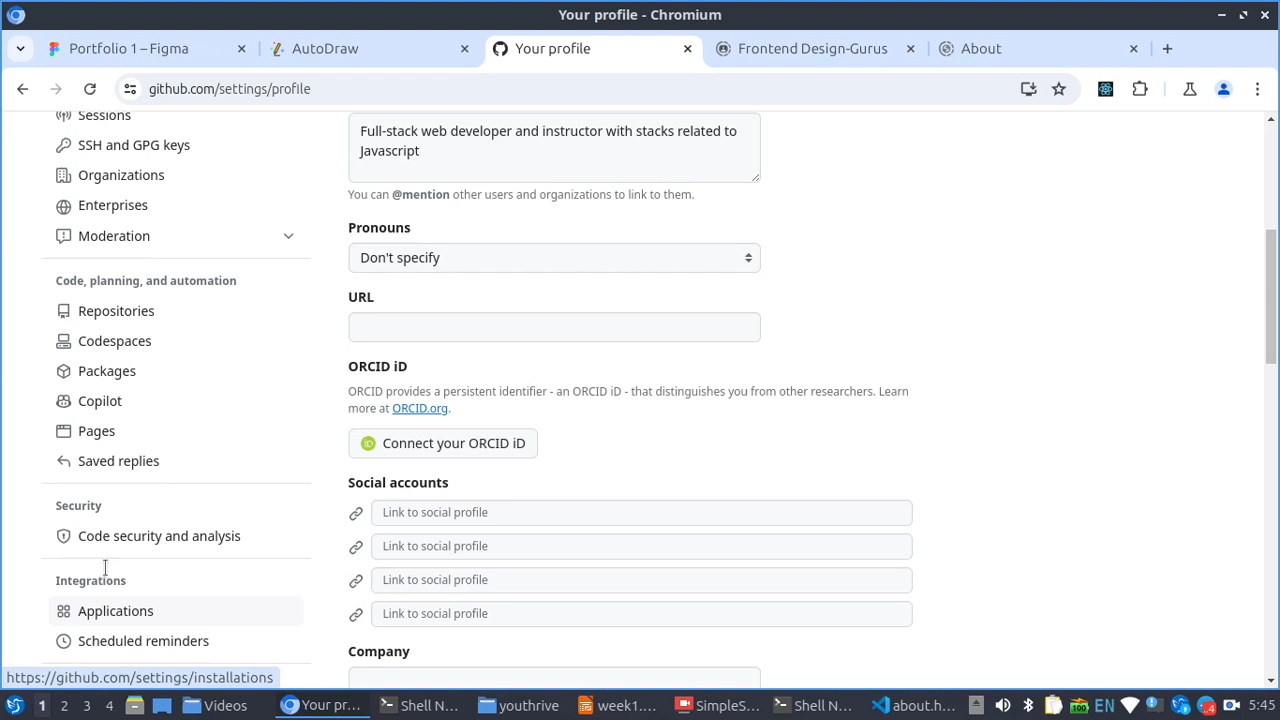 Your profile - Chromium
Portfolio 1 – Figma
AutoDraw
Your profile
Frontend Design-Gurus
About
github.com/settings/profile
Sessions
SSH and GPG keys
Organizations
Enterprises
Moderation
Code, planning, and automation
Repositories
Codespaces
Packages
Copilot
Pages
Saved replies
Security
Code security and analysis
Integrations
Applications
Scheduled reminders
https://github.com/settings/installations
Full-stack web developer and instructor with stacks related to
Javascript
You can @mention other users and organizations to link to them.
Pronouns
Don't specify
URL
ORCID iD
ORCID provides a persistent identifier - an ORCID iD - that distinguishes you from other researchers. Learn
more at ORCID.org.
iD Connect your ORCID iD
Social accounts
Link to social profile
Link to social profile
Link to social profile
Link to social profile
Company
1 2 3 4 Videos Your pr... Shell N... youthrive week1.... SimpleS... Shell N... about.h... 100 EN 4 5:45